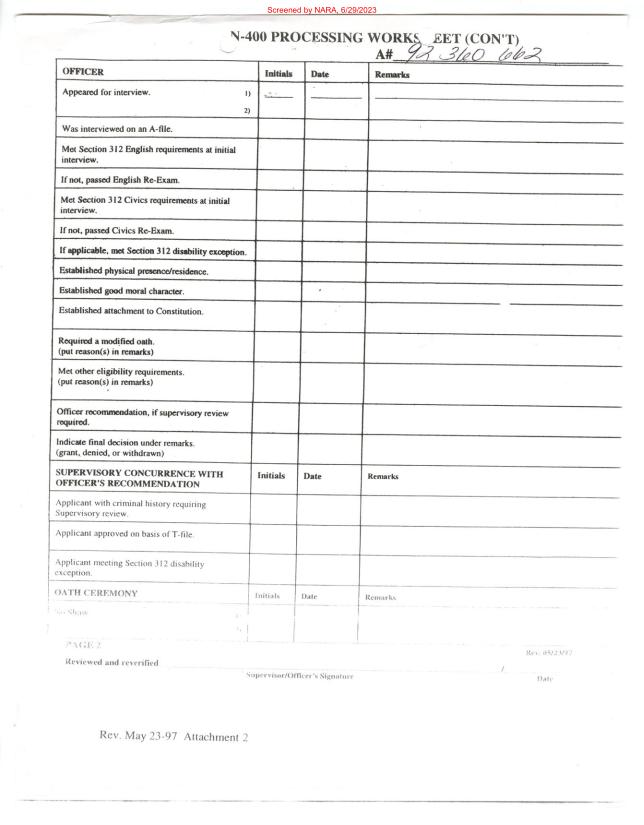 Screened by NARA, 6/29/2023
N-400 PROCESSING WORKS EET (CON'T)
A# 92 360 662
OFFICER Initials Date Remarks
Appeared for interview. 1)
2)
Was interviewed on an A-file.
Met Section 312 English requirements at initial
interview.
If not, passed English Re-Exam.
Met Section 312 Civics requirements at initial
interview.
If not, passed Civics Re-Exam.
If applicable, met Section 312 disability exception.
Established physical presence/residence.
Established good moral character.
Established attachment to Constitution.
Required a modified oath.
(put reason(s) in remarks)
Met other eligibility requirements.
(put reason(s) in remarks)
Officer recommendation, if supervisory review
required.
Indicate final decision under remarks.
(grant, denied, or withdrawn)
SUPERVISORY CONCURRENCE WITH Initials Date Remarks
OFFICER'S RECOMMENDATION
Applicant with criminal history requiring
Supervisory review.
Applicant approved on basis of T-file.
Applicant meeting Section 312 disability
exception.
OATH CEREMONY Initials Date Remarks
Show
PAGE 2
Rev. 05/23/97
Reviewed and reverified /
Supervisor/Officer's Signature Date
Rev. May 23-97 Attachment 2